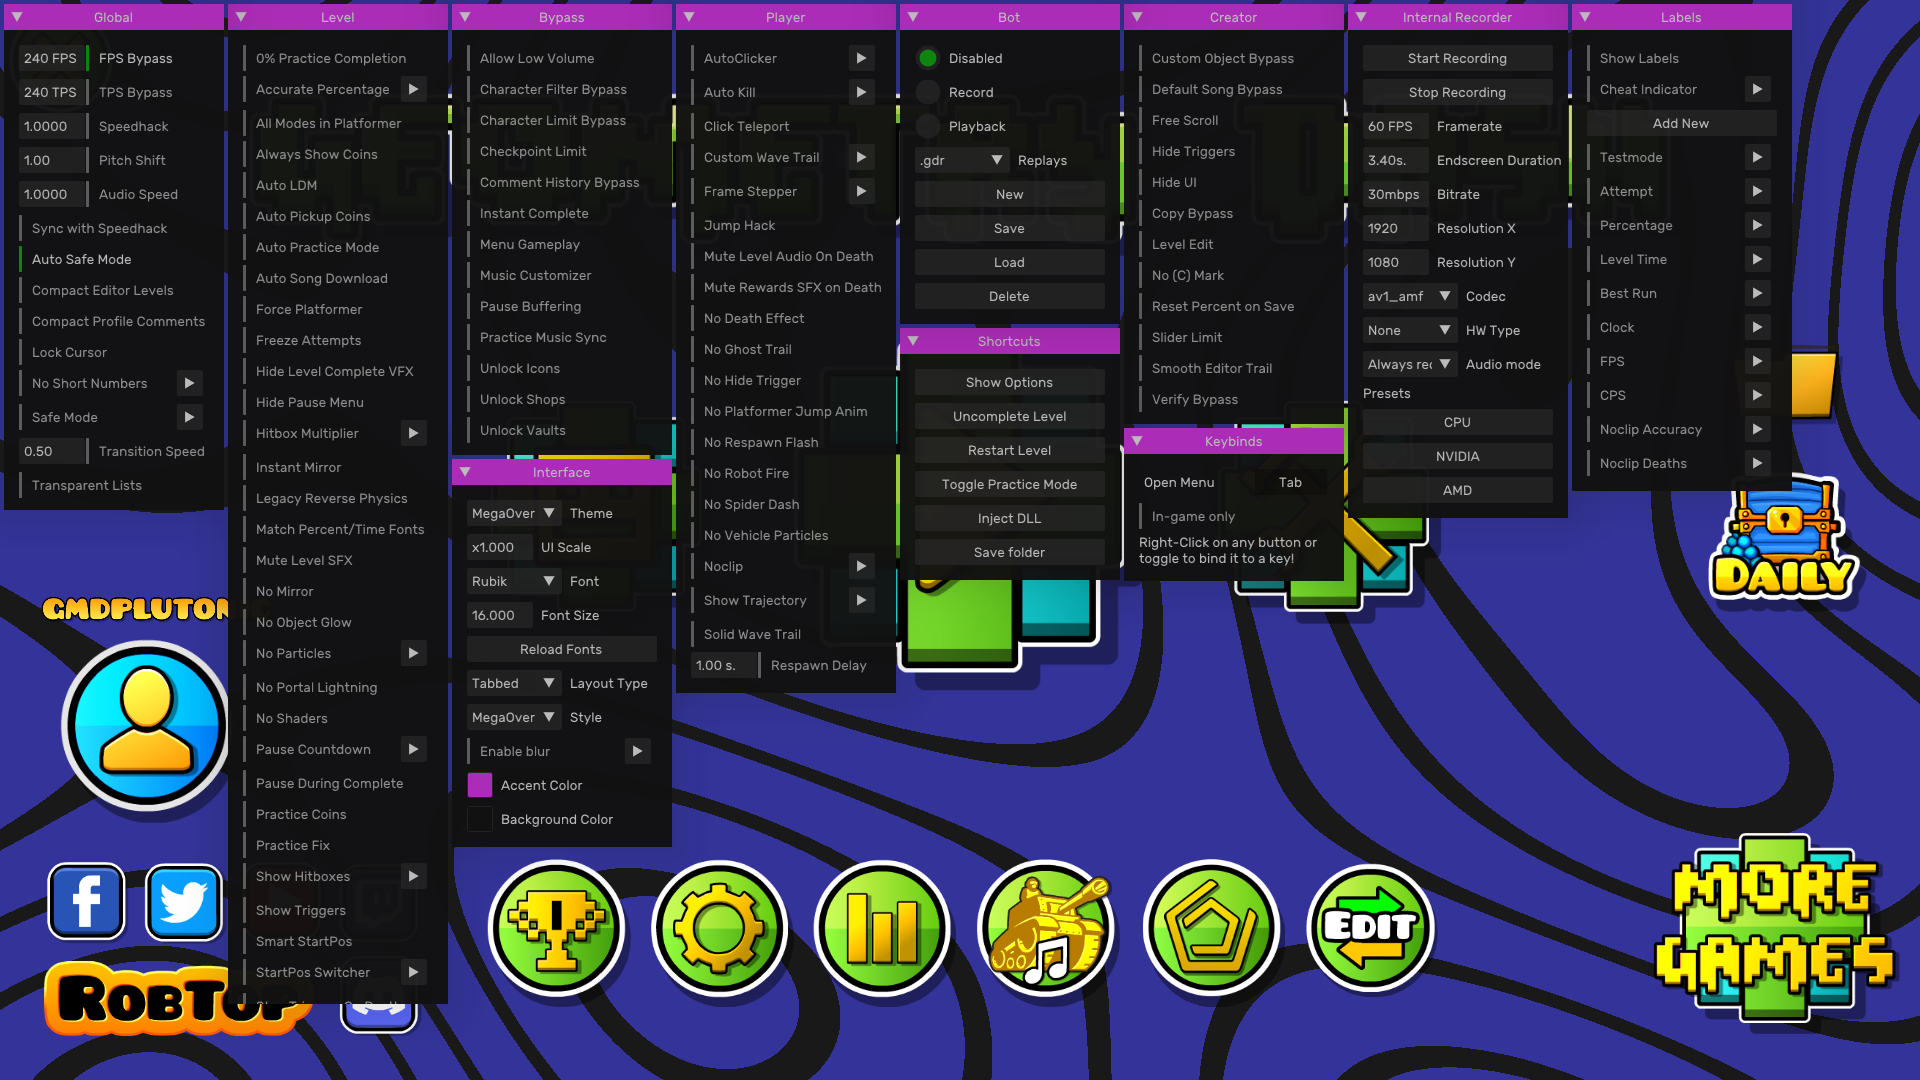 Global
240 FPS FPS Bypass
240 TPS TPS Bypass
1.0000 Speedhack
1.00 Pitch Shift
1.0000 Audio Speed
Sync with Speedhack
Auto Safe Mode
Compact Editor Levels
Compact Profile Comments
Lock Cursor
No Short Numbers
Safe Mode
0.50 Transition Speed
Transparent Lists
Level
0% Practice Completion
Accurate Percentage
All Modes in Platformer
Always Show Coins
Auto LDM
Auto Pickup Coins
Auto Practice Mode
Auto Song Download
Force Platformer
Freeze Attempts
Hide Level Complete VFX
Hide Pause Menu
Hitbox Multiplier
Instant Mirror
Legacy Reverse Physics
Match Percent/Time Fonts
Mute Level SFX
No Mirror
No Object Glow
No Particles
No Portal Lightning
No Shaders
Pause Countdown
Pause During Complete
Practice Coins
Practice Fix
Show Hitboxes
Show Triggers
Smart StartPos
StartPos Switcher
Bypass
Allow Low Volume
Character Filter Bypass
Character Limit Bypass
Checkpoint Limit
Comment History Bypass
Instant Complete
Menu Gameplay
Music Customizer
Pause Buffering
Practice Music Sync
Unlock Icons
Unlock Shops
Unlock Vaults
Interface
MegaOver Theme
x1.000 UI Scale
Rubik Font
16.000 Font Size
Reload Fonts
Tabbed Layout Type
MegaOver Style
Enable blur
Accent Color
Background Color
Player
AutoClicker
Auto Kill
Click Teleport
Custom Wave Trail
Frame Stepper
Jump Hack
Mute Level Audio On Death
Mute Rewards SFX on Death
No Death Effect
No Ghost Trail
No Hide Trigger
No Platformer Jump Anim
No Respawn Flash
No Robot Fire
No Spider Dash
No Vehicle Particles
Noclip
Show Trajectory
Solid Wave Trail
1.00 s. Respawn Delay
Bot
Disabled
Record
Playback
.gdr Replays
New
Save
Load
Delete
Shortcuts
Show Options
Uncomplete Level
Restart Level
Toggle Practice Mode
Inject DLL
Save folder
Creator
Custom Object Bypass
Default Song Bypass
Free Scroll
Hide Triggers
Hide UI
Copy Bypass
Level Edit
No (C) Mark
Reset Percent on Save
Slider Limit
Smooth Editor Trail
Verify Bypass
Keybinds
Open Menu Tab
In-game only
Right-Click on any button or
toggle to bind it to a key!
Internal Recorder
Start Recording
Stop Recording
60 FPS Framerate
3.40s. Endscreen Duration
30mbps Bitrate
1920 Resolution X
1080 Resolution Y
av1_amf Codec
None HW Type
Always rec Audio mode
Presets
CPU
NVIDIA
AMD
Labels
Show Labels
Cheat Indicator
Add New
Testmode
Attempt
Percentage
Level Time
Best Run
Clock
FPS
CPS
Noclip Accuracy
Noclip Deaths
GMDPLUTON
DAILY
ROBTOP
EDIT
MORE
GAMES